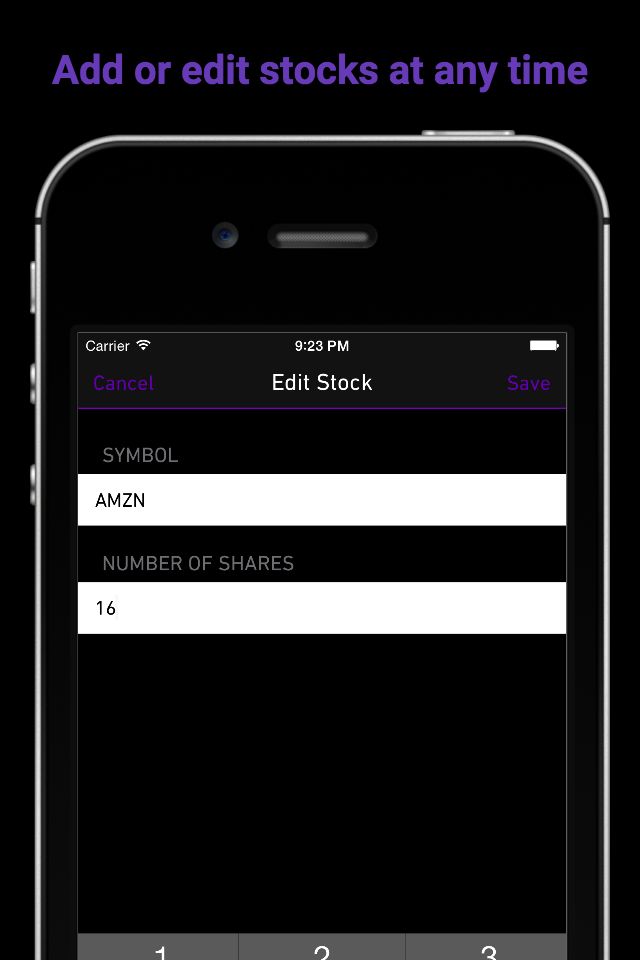 Add or edit stocks at any time
Carrier 9:23 PM
Cancel Edit Stock Save
SYMBOL
AMZN
NUMBER OF SHARES
16
1 2 3